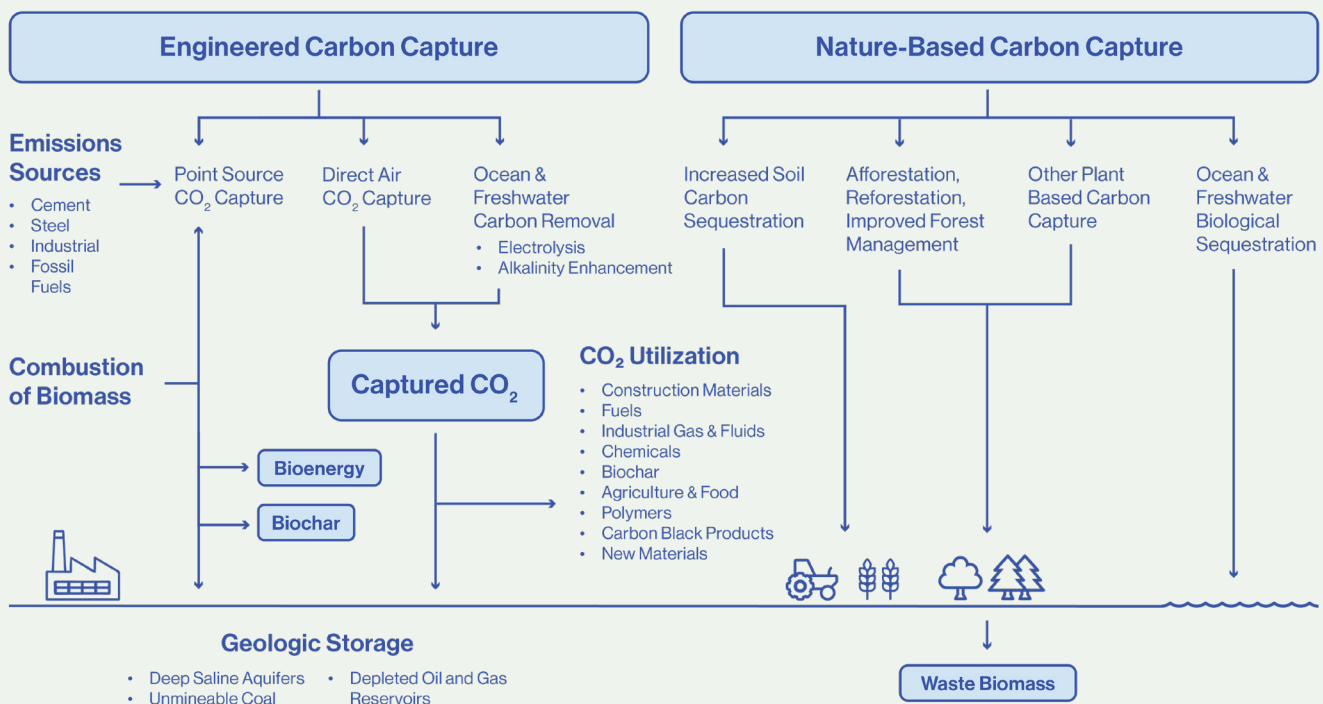 Engineered Carbon Capture
Nature-Based Carbon Capture
Emissions
Sources
• Cement
• Steel
• Industrial
• Fossil
Fuels
Point Source
CO₂ Capture
Direct Air
CO₂ Capture
Ocean &
Freshwater
Carbon Removal
• Electrolysis
• Alkalinity Enhancement
Increased Soil
Carbon
Sequestration
Afforestation,
Reforestation,
Improved Forest
Management
Other Plant
Based Carbon
Capture
Ocean &
Freshwater
Biological
Sequestration
Combustion
of Biomass
Captured CO₂
Bioenergy
Biochar
CO₂ Utilization
• Construction Materials
• Fuels
• Industrial Gas & Fluids
• Chemicals
• Biochar
• Agriculture & Food
• Polymers
• Carbon Black Products
• New Materials
Geologic Storage
• Deep Saline Aquifers
• Unmineable Coal
• Depleted Oil and Gas
Reservoirs
Waste Biomass